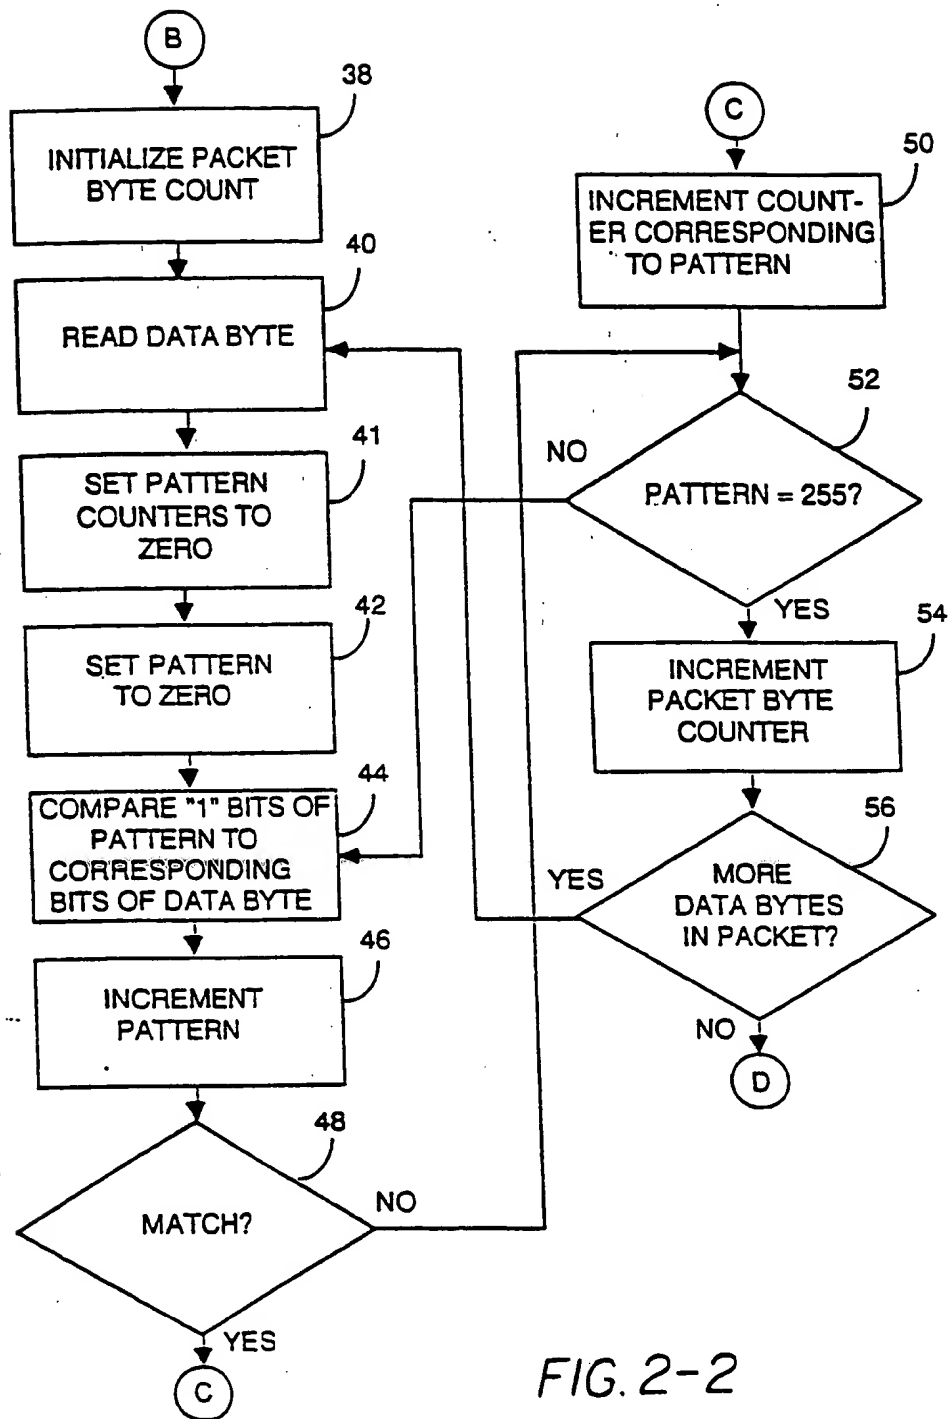 B
38
INITIALIZE PACKET
BYTE COUNT
40
READ DATA BYTE
41
SET PATTERN
COUNTERS TO
ZERO
42
SET PATTERN
TO ZERO
44
COMPARE "1" BITS OF
PATTERN TO
CORRESPONDING
BITS OF DATA BYTE
46
INCREMENT
PATTERN
48
MATCH?
NO
YES
C
C
50
INCREMENT COUNT-
ER CORRESPONDING
TO PATTERN
52
NO
PATTERN = 255?
YES
54
INCREMENT
PACKET BYTE
COUNTER
56
YES
MORE
DATA BYTES
IN PACKET?
NO
D
FIG. 2-2